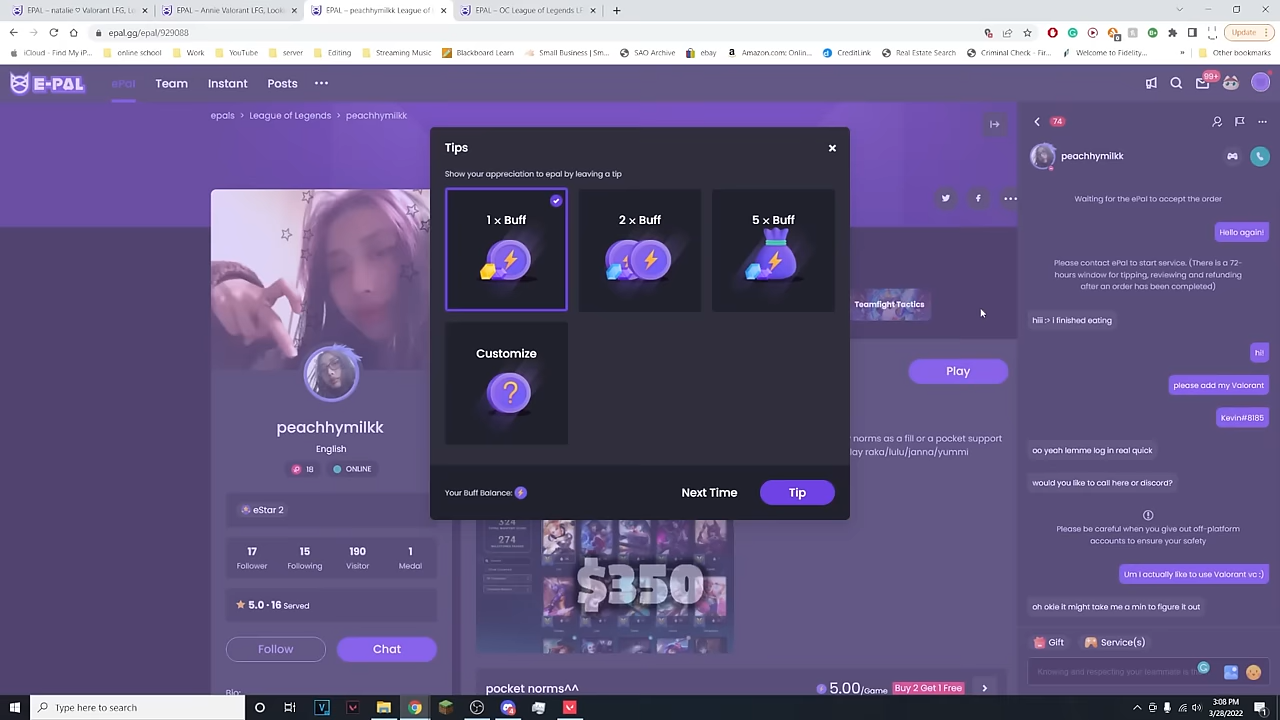 EPAL – natalie ♡ Valorant LFG,
EPAL – Annie Valorant LFG, Looki
EPAL – peachhymilkk League of L
EPAL – OC League of Legends LF
epal.gg/epal/929088
Update
iCloud - Find My iP...
online school
Work
YouTube
server
Editing
Streaming Music
Blackboard Learn
Small Business | Sm...
SAO Archive
ebay
Amazon.com: Onlin...
CreditLink
Real Estate Search
Criminal Check - Fir...
Welcome to Fidelity...
Other bookmarks
E-PAL
ePal
Team
Instant
Posts
99+
epals > League of Legends > peachhymilkk
peachhymilkk
English
18
ONLINE
eStar 2
17 15 190 1
Follower Following Visitor Medal
5.0 · 16 Served
Follow
Chat
Bio:
Tips
Show your appreciation to epal by leaving a tip
1 x Buff
2 x Buff
5 x Buff
Customize
?
Your Buff Balance:
Next Time
Tip
Teamfight Tactics
Play
norms as a fill or a pocket support
lay raka/lulu/janna/yummi
324
274
$350
pocket norms^^
5.00/Game
Buy 2 Get 1 Free
74
peachhymilkk
Waiting for the ePal to accept the order
Hello again!
Please contact ePal to start service. (There is a 72-
hours window for tipping, reviewing and refunding
after an order has been completed)
hiii :> i finished eating
hi!
please add my Valorant
Kevin#8185
oo yeah lemme log in real quick
would you like to call here or discord?
Please be careful when you give out off-platform
accounts to ensure your safety
Um I actually like to use Valorant vc :)
oh okie it might take me a min to figure it out
Gift
Service(s)
Knowing and respecting your teammate is the
Type here to search
3:08 PM
3/28/2022